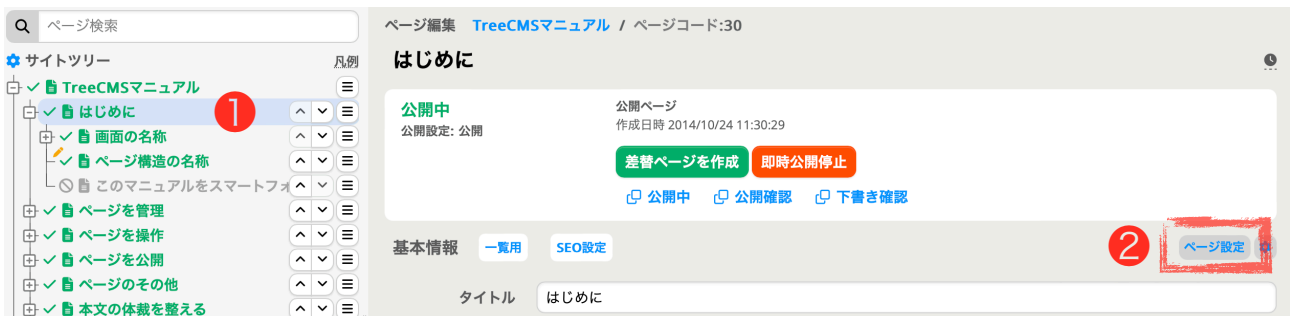 ページ検索
サイトツリー 凡例
TreeCMSマニュアル
はじめに
1
画面の名称
ページ構造の名称
このマニュアルをスマートフォ
ページを管理
ページを操作
ページを公開
ページのその他
本文の体裁を整える
ページ編集 TreeCMSマニュアル / ページコード:30
はじめに
公開中
公開設定: 公開
公開ページ
作成日時 2014/10/24 11:30:29
差替ページを作成 即時公開停止
公開中 公開確認 下書き確認
基本情報 一覧用 SEO設定 2 ページ設定
タイトル はじめに